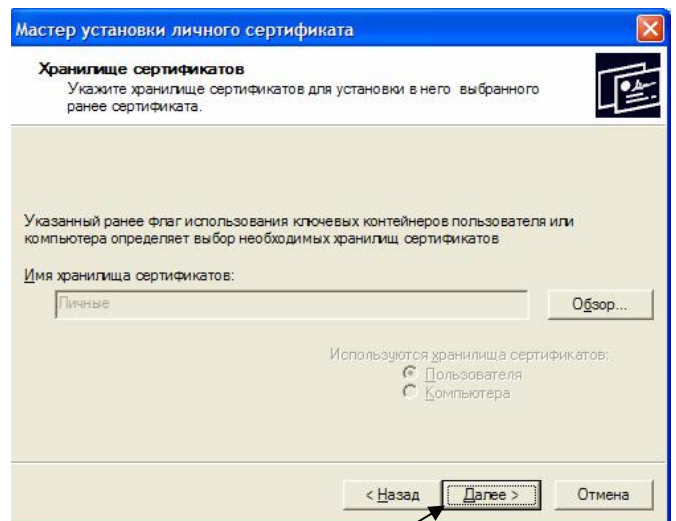 Мастер установки личного сертификата
Хранилище сертификатов
Укажите хранилище сертификатов для установки в него выбранного
ранее сертификата.
Указанный ранее флаг использования ключевых контейнеров пользователя или
компьютера определяет выбор необходимых хранилищ сертификатов
Имя хранилища сертификатов:
Личные
Обзор...
Используются хранилища сертификатов:
Пользователя
Компьютера
< Назад
Далее >
Отмена